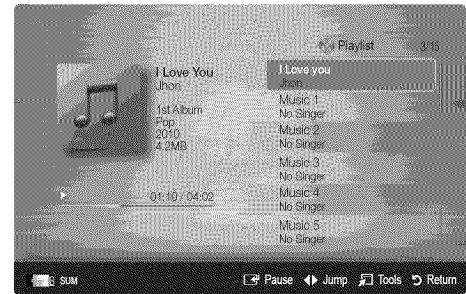 Playlist 3/15
I Love You
Jhon
1st Album
Pop
2010
4.2MB
01:10 / 04:02
I Love you
Jhon
Music 1
No Singer
Music 2
No Singer
Music 3
No Singer
Music 4
No Singer
Music 5
No Singer
SUM Pause Jump Tools Return